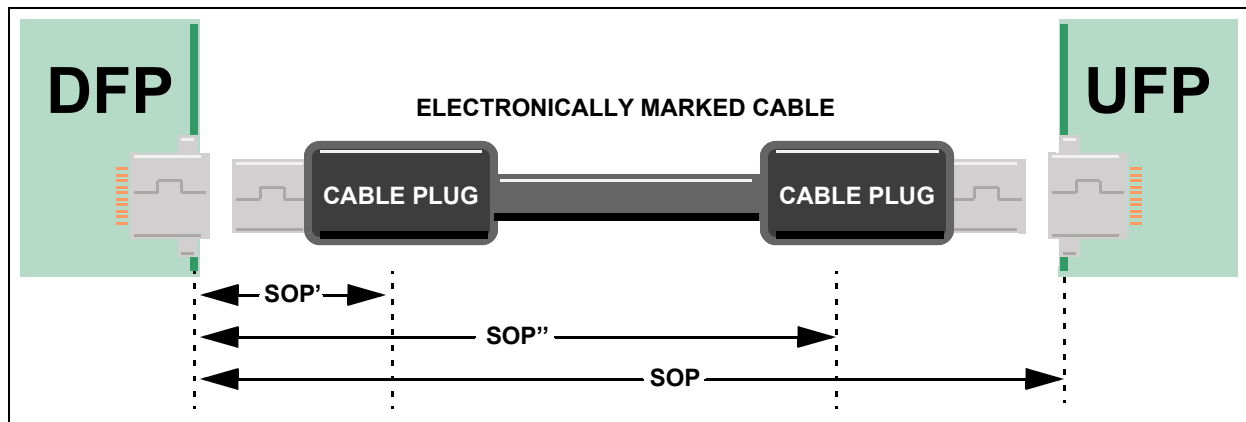 DFP
UFP
ELECTRONICALLY MARKED CABLE
CABLE PLUG
CABLE PLUG
SOP’
SOP’’
SOP